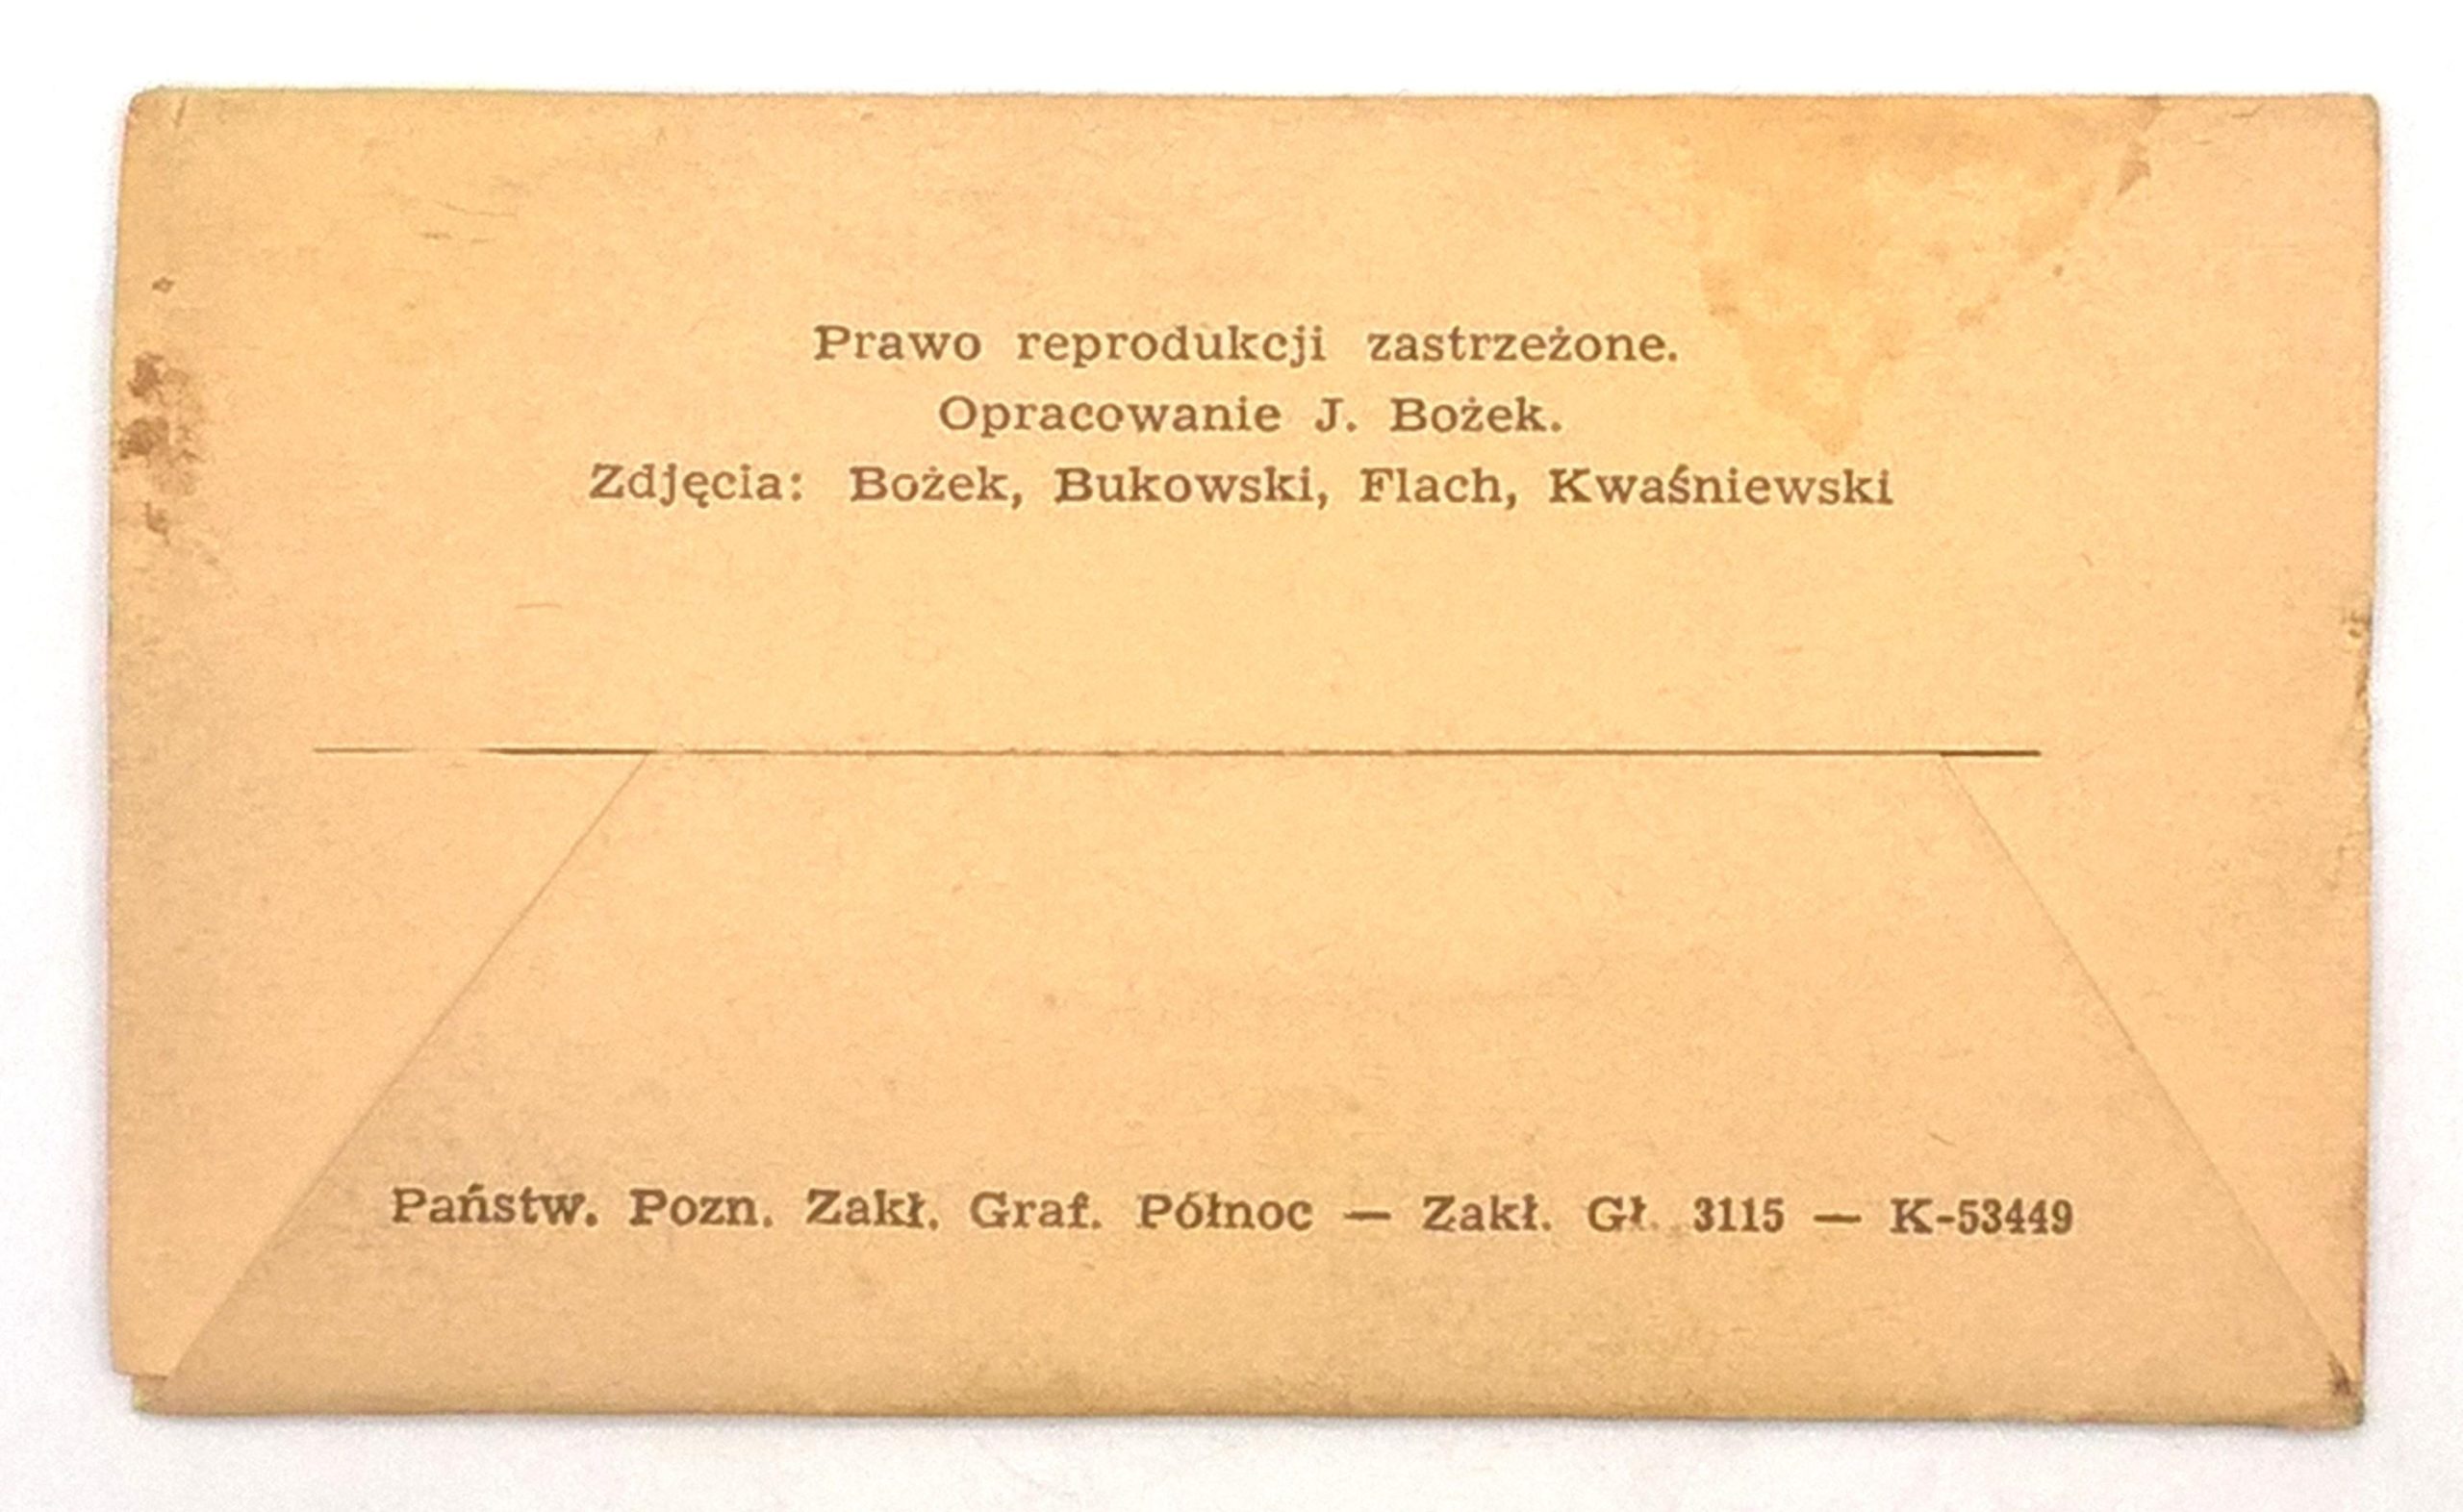 Prawo reprodukcji zastrzeżone.
Opracowanie J. Bożek.
Zdjęcia: Bożek, Bukowski, Flach, Kwaśniewski
Państw. Pozn. Zakł. Graf. Północ — Zakł. Gł. 3115 — K-53449